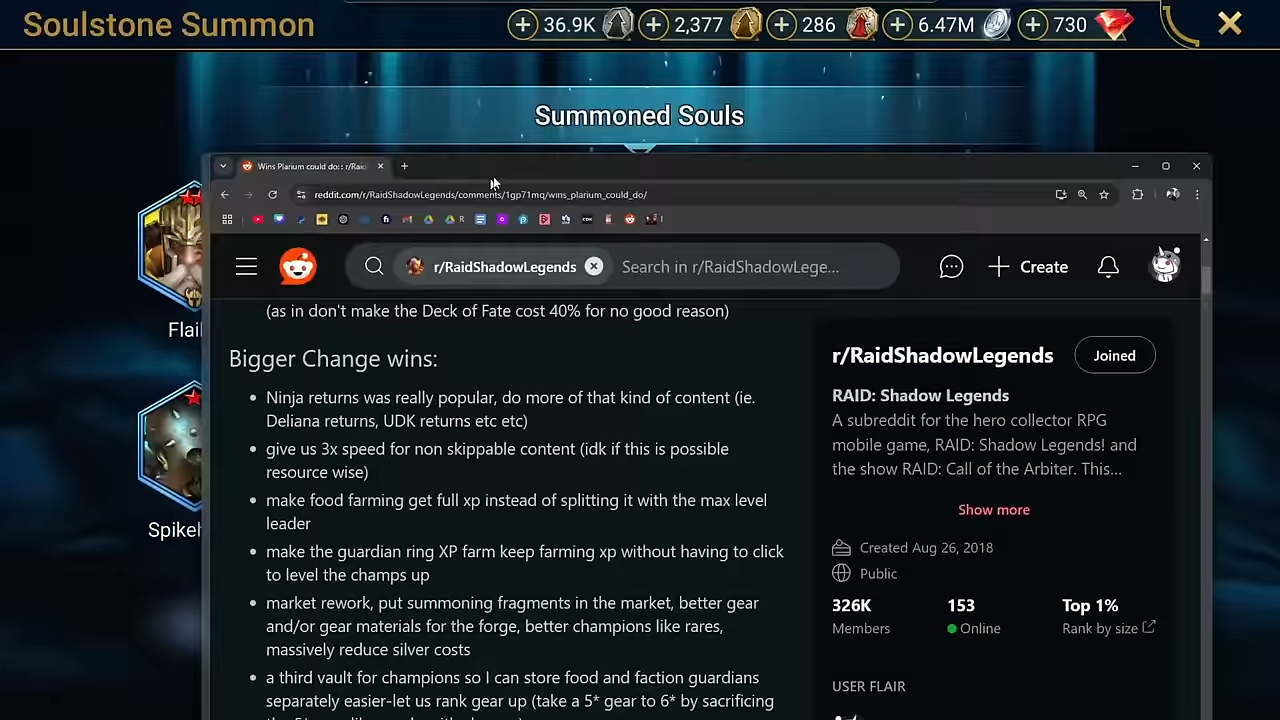 Soulstone Summon
36.9K
2,377
286
6.47M
730
Summoned Souls
Wins Plarium could do: : r/Raid
reddit.com/r/RaidShadowLegends/comments/1gp71mq/wins_plarium_could_do/
r/RaidShadowLegends
Search in r/RaidShadowLege...
Create
(as in don't make the Deck of Fate cost 40% for no good reason)
Bigger Change wins:
• Ninja returns was really popular, do more of that kind of content (ie.
Deliana returns, UDK returns etc etc)
• give us 3x speed for non skippable content (idk if this is possible
resource wise)
• make food farming get full xp instead of splitting it with the max level
leader
• make the guardian ring XP farm keep farming xp without having to click
to level the champs up
• market rework, put summoning fragments in the market, better gear
and/or gear materials for the forge, better champions like rares,
massively reduce silver costs
• a third vault for champions so I can store food and faction guardians
separately easier-let us rank gear up (take a 5* gear to 6* by sacrificing
r/RaidShadowLegends
Joined
RAID: Shadow Legends
A subreddit for the hero collector RPG
mobile game, RAID: Shadow Legends! and
the show RAID: Call of the Arbiter. This...
Show more
Created Aug 26, 2018
Public
326K
153
Top 1%
Members
Online
Rank by size
USER FLAIR